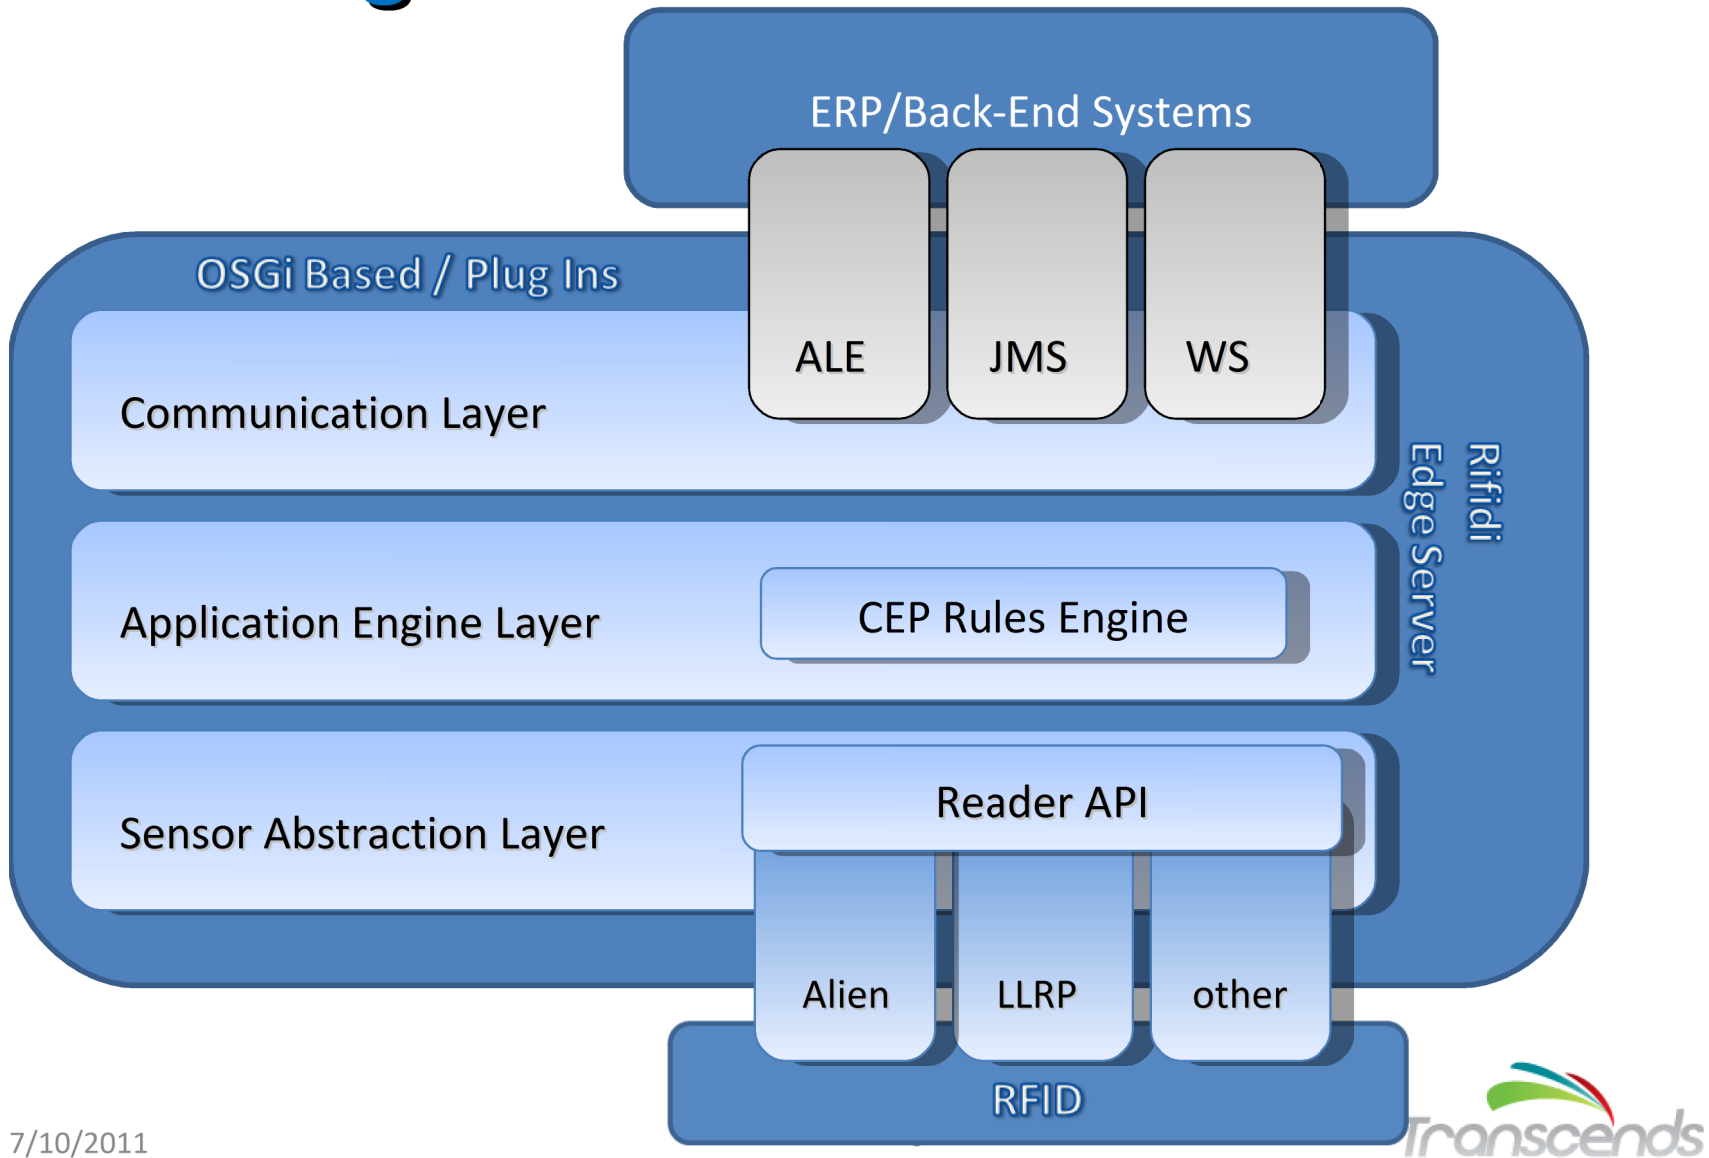 ERP/Back-End Systems
OSGi Based / Plug Ins
ALE
JMS
WS
Communication Layer
Rifidi
Edge Server
Application Engine Layer
CEP Rules Engine
Sensor Abstraction Layer
Reader API
Alien
LLRP
other
RFID
7/10/2011
Transcends